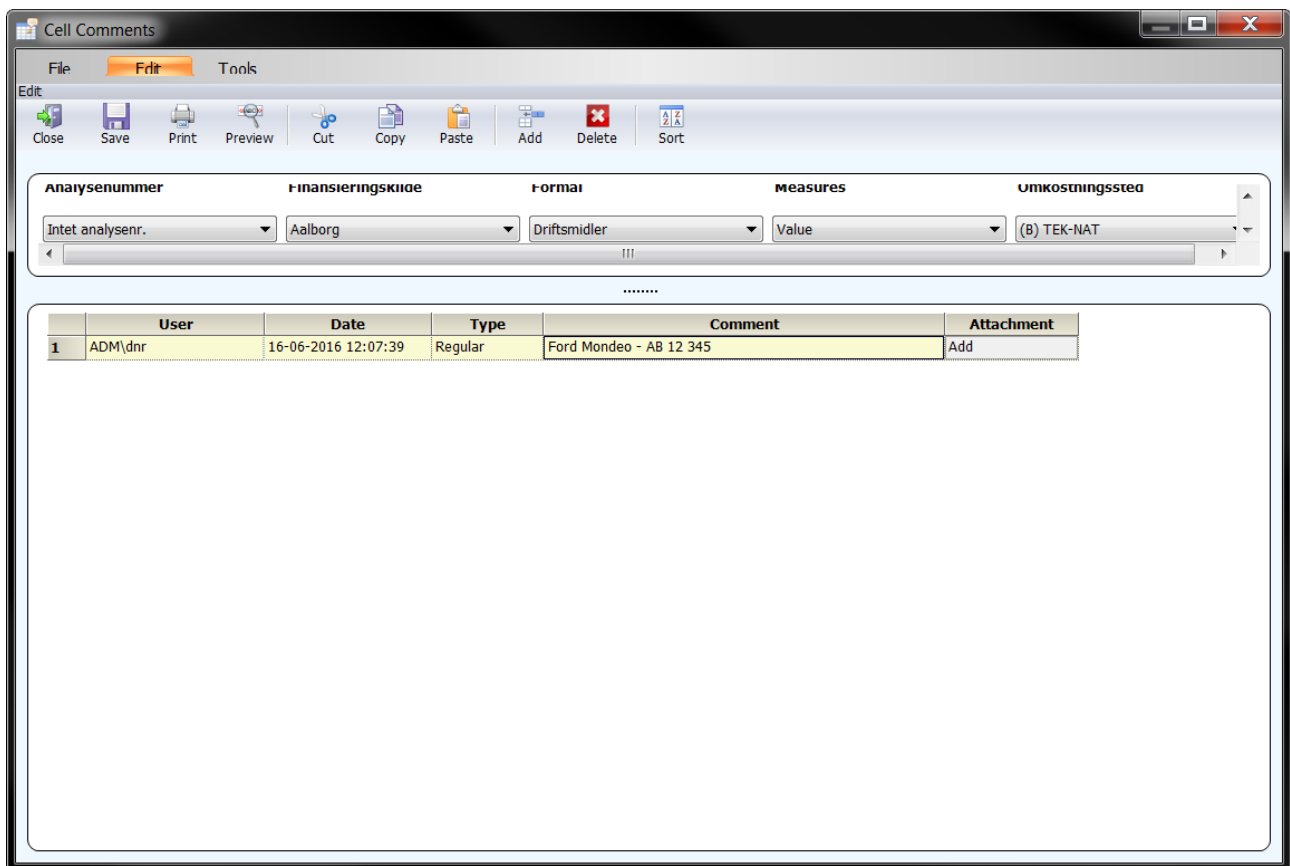 Cell Comments
File Edit Tools
Edit
Close Save Print Preview Cut Copy Paste Add Delete Sort
Analysenummer Finansieringskilde Formål Measures Omkostningssted
Intet analysenr. Aalborg Driftsmidler Value (B) TEK-NAT
User Date Type Comment Attachment
1 ADM\dnr 16-06-2016 12:07:39 Regular Ford Mondeo - AB 12 345 Add